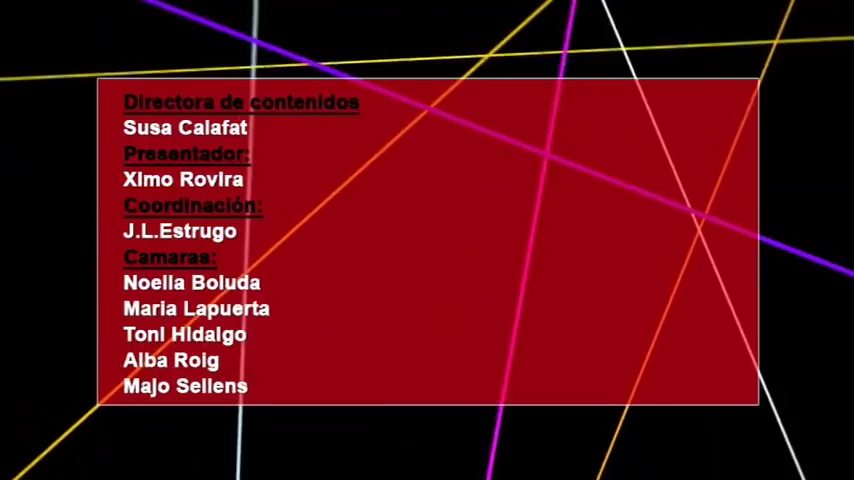 Directora de contenidos
Susa Calafat
Presentador:
Ximo Rovira
Coordinación:
J.L.Estrugo
Camaras:
Noelia Boluda
Maria Lapuerta
Toni Hidalgo
Alba Roig
Majo Sellens